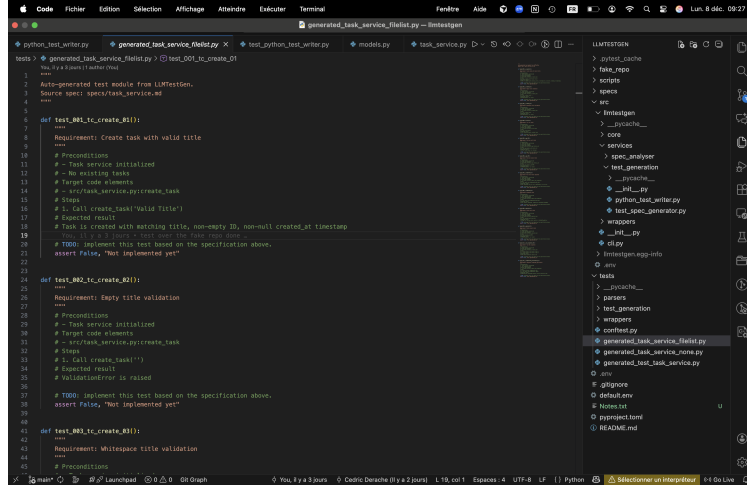 Code Fichier Edition Sélection Affichage Atteindre Exécuter Terminal Fenêtre Aide FR Lun. 8 déc. 09:27
generated_task_service_filelist.py — llmtestgen
python_test_writer.py generated_task_service_filelist.py test_python_test_writer.py models.py task_service.py
tests > generated_task_service_filelist.py > test_001_tc_create_01
You, il y a 3 jours | 1 author (You)
1 """
2 Auto-generated test module from LLMTestGen.
3 Source spec: specs/task_service.md
4 """
5
6 def test_001_tc_create_01():
7 """
8 Requirement: Create task with valid title
9 """
10 # Preconditions
11 # - Task service initialized
12 # - No existing tasks
13 # Target code elements
14 # - src/task_service.py:create_task
15 # Steps
16 # 1. Call create_task('Valid Title')
17 # Expected result
18 # Task is created with matching title, non-empty ID, non-null created_at timestamp
19 You, il y a 3 jours • test over the fake repo done
20 # TODO: implement this test based on the specification above.
21 assert False, "Not implemented yet"
22
23
24 def test_002_tc_create_02():
25 """
26 Requirement: Empty title validation
27 """
28 # Preconditions
29 # - Task service initialized
30 # Target code elements
31 # - src/task_service.py:create_task
32 # Steps
33 # 1. Call create_task('')
34 # Expected result
35 # ValidationError is raised
36
37 # TODO: implement this test based on the specification above.
38 assert False, "Not implemented yet"
39
40
41 def test_003_tc_create_03():
42 """
43 Requirement: Whitespace title validation
44 """
45 # Preconditions
LLMTESTGEN
.pytest_cache
fake_repo
scripts
specs
src
llmtestgen
__pycache__
core
services
spec_analyser
test_generation
__pycache__
__init__.py
python_test_writer.py
test_spec_generator.py
wrappers
__init__.py
cli.py
llmtestgen.egg-info
.env
tests
__pycache__
parsers
test_generation
wrappers
conftest.py
generated_task_service_filelist.py
generated_task_service_none.py
generated_test_task_service.py
.env
.gitignore
default.env
Notes.txt U
pyproject.toml
README.md
main* Launchpad 0 0 Git Graph You, il y a 3 jours Cedric Derache (Il y a 2 jours) L 19, col 1 Espaces : 4 UTF-8 LF Python Sélectionner un interpréteur Go Live